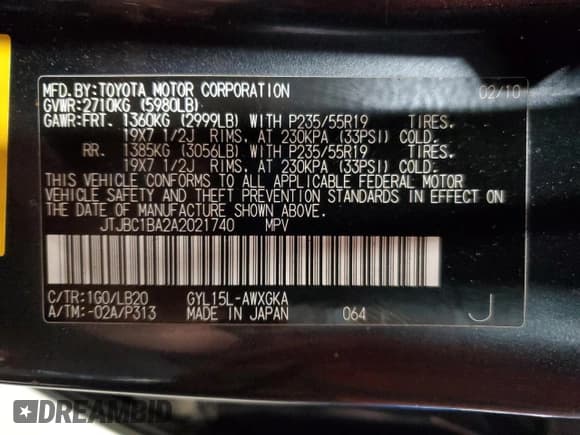 MFD.BY:TOYOTA MOTOR CORPORATION 02/10
GVWR:2710KG (5980LB)
GAWR:FRT. 1360KG (2999LB) WITH P235/55R19 TIRES,
19X7 1/2J RIMS, AT 230KPA (33PSI) COLD.
RR. 1385KG (3056LB) WITH P235/55R19 TIRES,
19X7 1/2J RIMS, AT 230KPA (33PSI) COLD.
THIS VEHICLE CONFORMS TO ALL APPLICABLE FEDERAL MOTOR
VEHICLE SAFETY AND THEFT PREVENTION STANDARDS IN EFFECT ON
THE DATE OF MANUFACTURE SHOWN ABOVE.
JTJBC1BA2A2021740 MPV
C/TR:1G0/LB20 GYL15L-AWXGKA
A/TM:-02A/P313 MADE IN JAPAN 064 J
DREAMBID